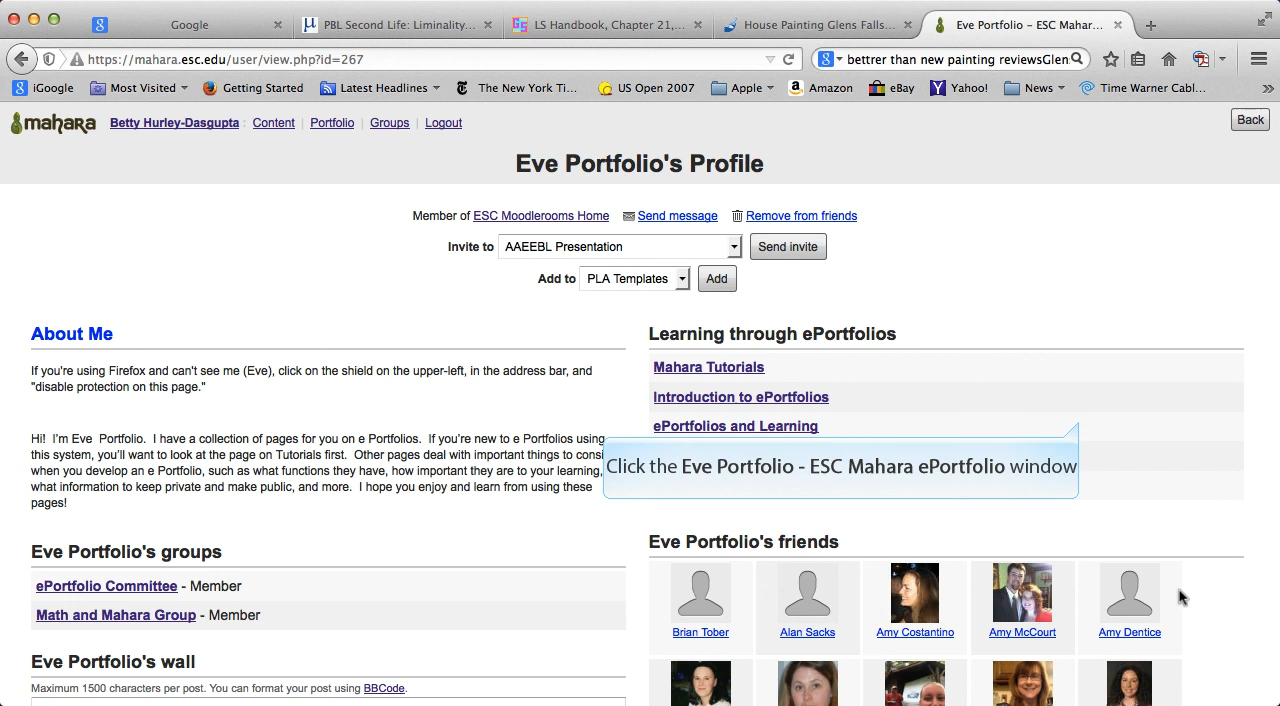 Google
PBL Second Life: Liminality...
LS Handbook, Chapter 21,...
House Painting Glens Falls...
Eve Portfolio - ESC Mahar...
https://mahara.esc.edu/user/view.php?id=267
bettrer than new painting reviewsGlen
iGoogle
Most Visited
Getting Started
Latest Headlines
The New York Ti...
US Open 2007
Apple
Amazon
eBay
Yahoo!
News
Time Warner Cabl...
mahara
Betty Hurley-Dasgupta : Content | Portfolio | Groups | Logout
Back
Eve Portfolio's Profile
Member of ESC Moodlerooms Home Send message Remove from friends
Invite to AAEEBL Presentation Send invite
Add to PLA Templates Add
About Me
If you're using Firefox and can't see me (Eve), click on the shield on the upper-left, in the address bar, and
"disable protection on this page."
Hi! I'm Eve Portfolio. I have a collection of pages for you on e Portfolios. If you're new to e Portfolios using
this system, you'll want to look at the page on Tutorials first. Other pages deal with important things to consi
when you develop an e Portfolio, such as what functions they have, how important they are to your learning,
what information to keep private and make public, and more. I hope you enjoy and learn from using these
pages!
Eve Portfolio's groups
ePortfolio Committee - Member
Math and Mahara Group - Member
Eve Portfolio's wall
Maximum 1500 characters per post. You can format your post using BBCode.
Learning through ePortfolios
Mahara Tutorials
Introduction to ePortfolios
ePortfolios and Learning
Click the Eve Portfolio - ESC Mahara ePortfolio window
Eve Portfolio's friends
Brian Tober
Alan Sacks
Amy Costantino
Amy McCourt
Amy Dentice